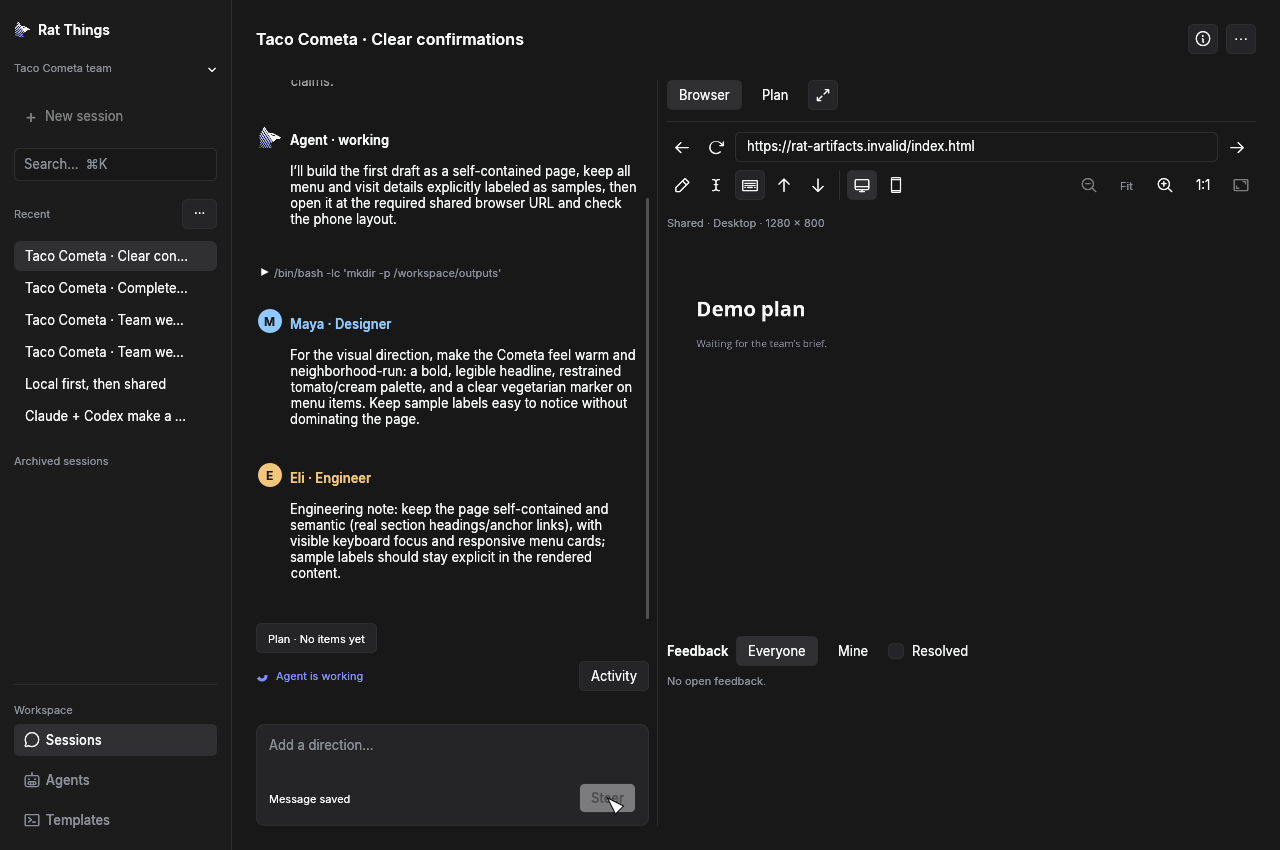 Rat Things
Taco Cometa team
+ New session
Search... ⌘K
Recent
...
Taco Cometa · Clear con...
Taco Cometa · Complete...
Taco Cometa · Team we...
Taco Cometa · Team we...
Local first, then shared
Claude + Codex make a ...
Archived sessions
Workspace
Sessions
Agents
Templates
Taco Cometa · Clear confirmations
claims.
Agent · working
I'll build the first draft as a self-contained page, keep all
menu and visit details explicitly labeled as samples, then
open it at the required shared browser URL and check
the phone layout.
/bin/bash -lc 'mkdir -p /workspace/outputs'
M
Maya · Designer
For the visual direction, make the Cometa feel warm and
neighborhood-run: a bold, legible headline, restrained
tomato/cream palette, and a clear vegetarian marker on
menu items. Keep sample labels easy to notice without
dominating the page.
E
Eli · Engineer
Engineering note: keep the page self-contained and
semantic (real section headings/anchor links), with
visible keyboard focus and responsive menu cards;
sample labels should stay explicit in the rendered
content.
Plan · No items yet
Agent is working
Activity
Add a direction...
Message saved
Steer
Browser
Plan
https://rat-artifacts.invalid/index.html
Fit
1:1
Shared · Desktop · 1280 × 800
Demo plan
Waiting for the team's brief.
Feedback
Everyone
Mine
Resolved
No open feedback.